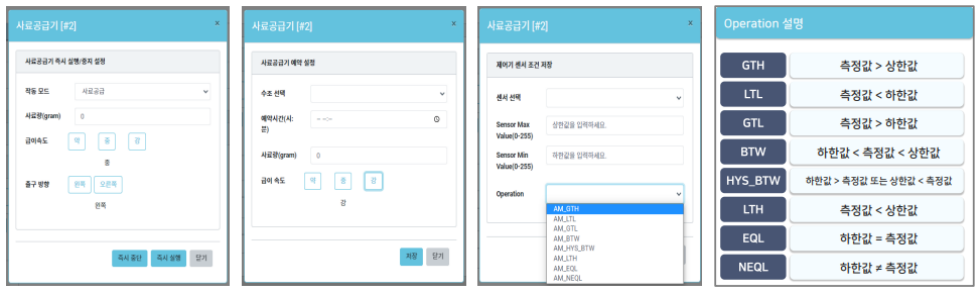 사료공급기 [#2]
×
사료공급기 즉시 실행/중지 설정
작동 모드
사료공급
사료량(gram)
0
급여속도
약
중
강
중
출구 방향
왼쪽
오른쪽
왼쪽
즉시 중단
즉시 실행
닫기
사료공급기 [#2]
×
사료공급기 예약 설정
수조 선택
예약시간(시:
분)
--:--
사료량(gram)
0
급이 속도
약
중
강
강
저장
닫기
사료공급기 [#2]
×
제어기 센서 조건 저장
센서 선택
Sensor Max
Value(0-255)
상한값을 입력하세요.
Sensor Min
Value(0-255)
하한값을 입력하세요.
Operation
AM_GTH
AM_LTL
AM_GTL
AM_BTW
AM_HYS_BTW
AM_LTH
AM_EQL
AM_NEQL
Operation 설명
GTH
측정값 > 상한값
LTL
측정값 < 하한값
GTL
측정값 > 하한값
BTW
하한값 < 측정값 < 상한값
HYS_BTW
하한값 > 측정값 또는 상한값 < 측정값
LTH
측정값 < 상한값
EQL
하한값 = 측정값
NEQL
하한값 ≠ 측정값